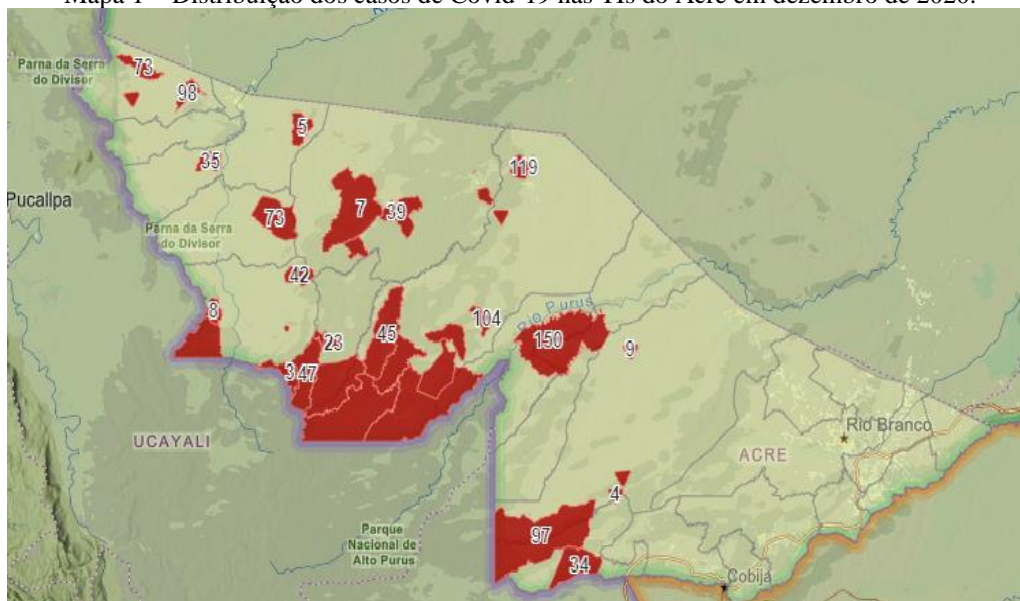 Mapa 1 – Distribuição dos casos de Covid-19 nas TIs do Acre em dezembro de 2020.
Parna da Serra
do Divisor
73
98
5
35
119
Pucallpa
7
39
73
Parna da Serra
do Divisor
42
8
Rio Purus
104
45
150
23
9
3
47
UCAYALI
Rio Branco
ACRE
4
Parque
Nacional de
Alto Purus
97
34
Cobija